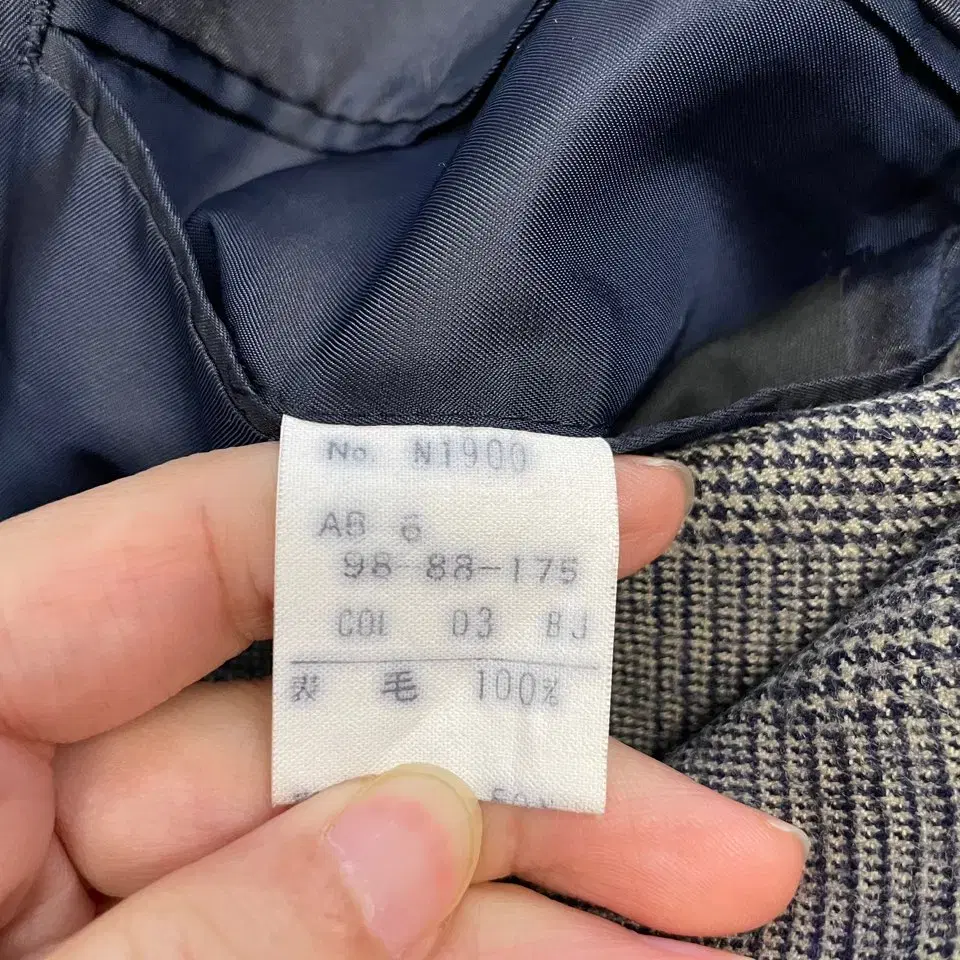 No. N1900
AB 6
98 88-175
COL 03 BJ
表 毛 100%